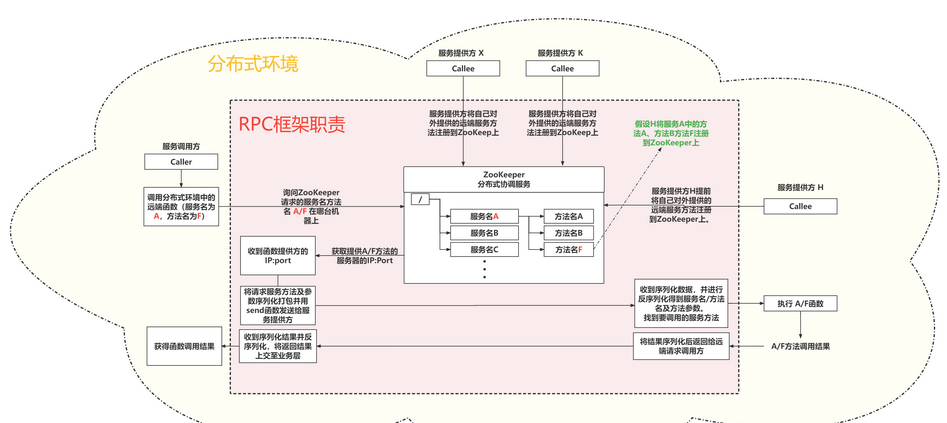 分布式环境
服务提供方 X
Callee
服务提供方 K
Callee
RPC框架职责
服务提供方将自己对
外提供的远端服务方
法注册到ZooKeep上
服务提供方将自己对
外提供的远端服务方
法注册到ZooKeep上
假设H将服务A中的方
法A、方法B方法F注册
到ZooKeeper上
服务调用方
Caller
调用分布式环境中的
远端函数（服务名为
A，方法名为F）
询问ZooKeeper
请求的服务名方法
名 A/F 在哪台机
器上
ZooKeeper
分布式协调服务
/
服务名A
服务名B
服务名C
方法名A
方法名B
方法名F
服务提供方H提前
将自己对外提供的
远端服务方法注册
到ZooKeeper上。
服务提供方 H
Callee
收到函数提供方的
IP:port
获取提供A/F方法的
服务器的IP:Port
将请求服务方法及参
数序列化打包并用
send函数发送给服
务提供方
收到序列化数据，并进行
反序列化得到服务名/方法
名及方法参数。
找到要调用的服务方法
执行 A/F函数
获得函数调用结果
收到序列化结果并反
序列化，将返回结果
上交至业务层
将结果序列化后返回给远
端请求调用方
A/F方法调用结果